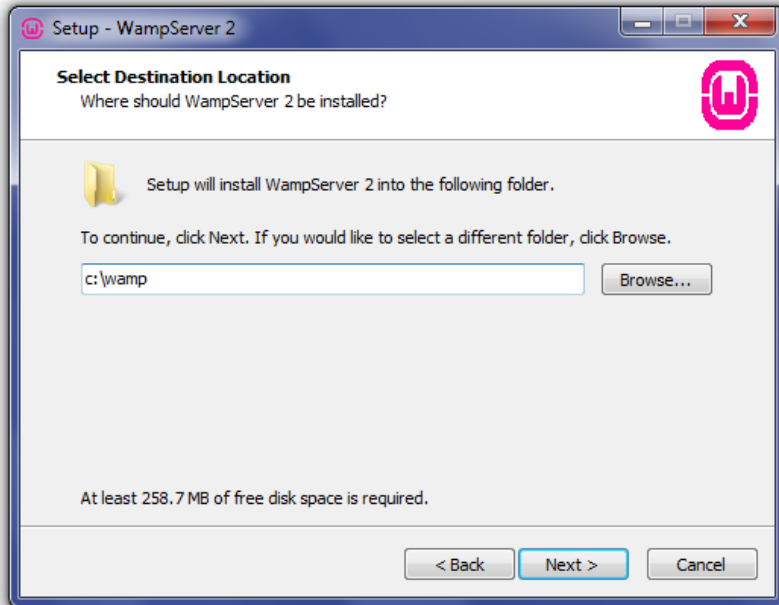 Setup - WampServer 2
Select Destination Location
Where should WampServer 2 be installed?
Setup will install WampServer 2 into the following folder.
To continue, click Next. If you would like to select a different folder, click Browse.
c:\wamp
Browse...
At least 258.7 MB of free disk space is required.
< Back
Next >
Cancel